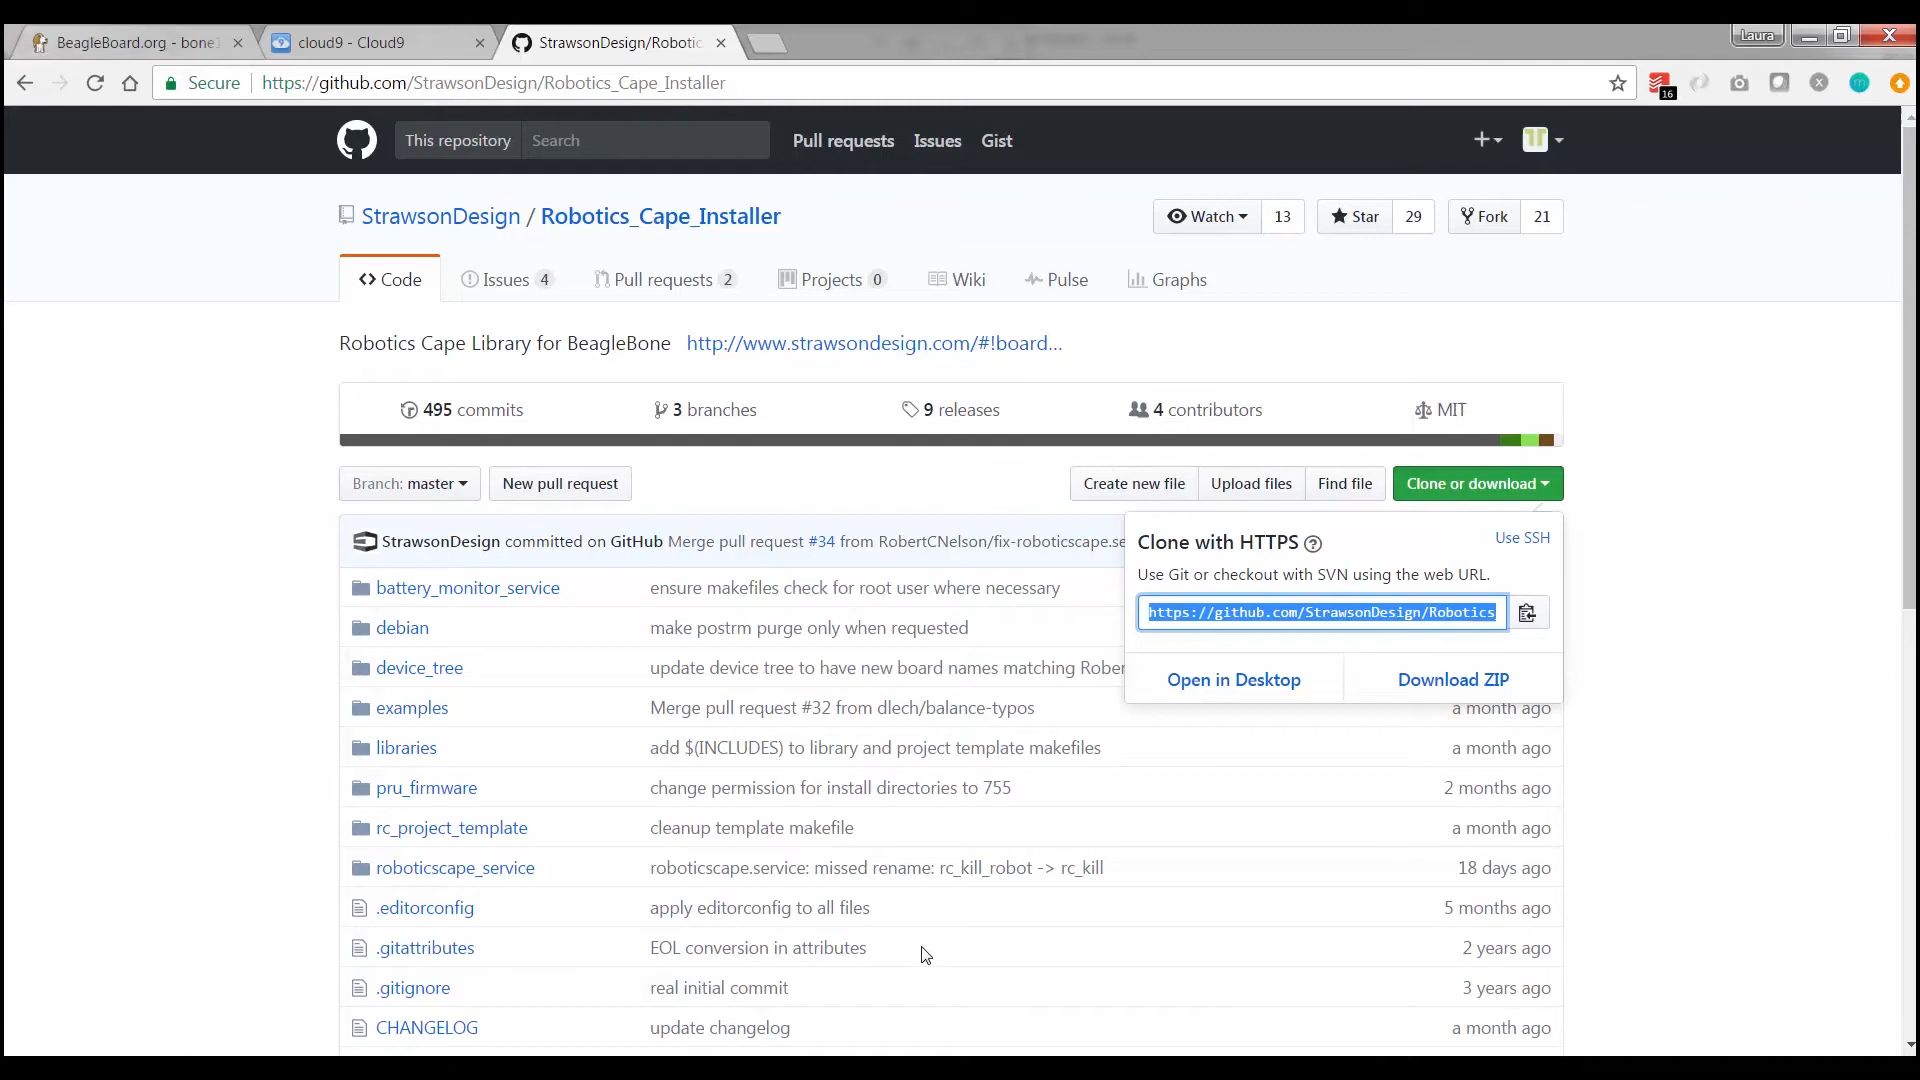 BeagleBoard.org - bone1
cloud9 - Cloud9
StrawsonDesign/Robotic
Laura
Secure https://github.com/StrawsonDesign/Robotics_Cape_Installer
16
This repository Search Pull requests Issues Gist
StrawsonDesign / Robotics_Cape_Installer
Watch 13 Star 29 Fork 21
Code Issues 4 Pull requests 2 Projects 0 Wiki Pulse Graphs
Robotics Cape Library for BeagleBone http://www.strawsondesign.com/#!board...
495 commits 3 branches 9 releases 4 contributors MIT
Branch: master New pull request Create new file Upload files Find file Clone or download
StrawsonDesign committed on GitHub Merge pull request #34 from RobertCNelson/fix-roboticscape.se
Clone with HTTPS Use SSH
Use Git or checkout with SVN using the web URL.
https://github.com/StrawsonDesign/Robotics
Open in Desktop Download ZIP
battery_monitor_service ensure makefiles check for root user where necessary
debian make postrm purge only when requested
device_tree update device tree to have new board names matching Rober
examples Merge pull request #32 from dlech/balance-typos a month ago
libraries add $(INCLUDES) to library and project template makefiles a month ago
pru_firmware change permission for install directories to 755 2 months ago
rc_project_template cleanup template makefile a month ago
roboticscape_service roboticscape.service: missed rename: rc_kill_robot -> rc_kill 18 days ago
.editorconfig apply editorconfig to all files 5 months ago
.gitattributes EOL conversion in attributes 2 years ago
.gitignore real initial commit 3 years ago
CHANGELOG update changelog a month ago